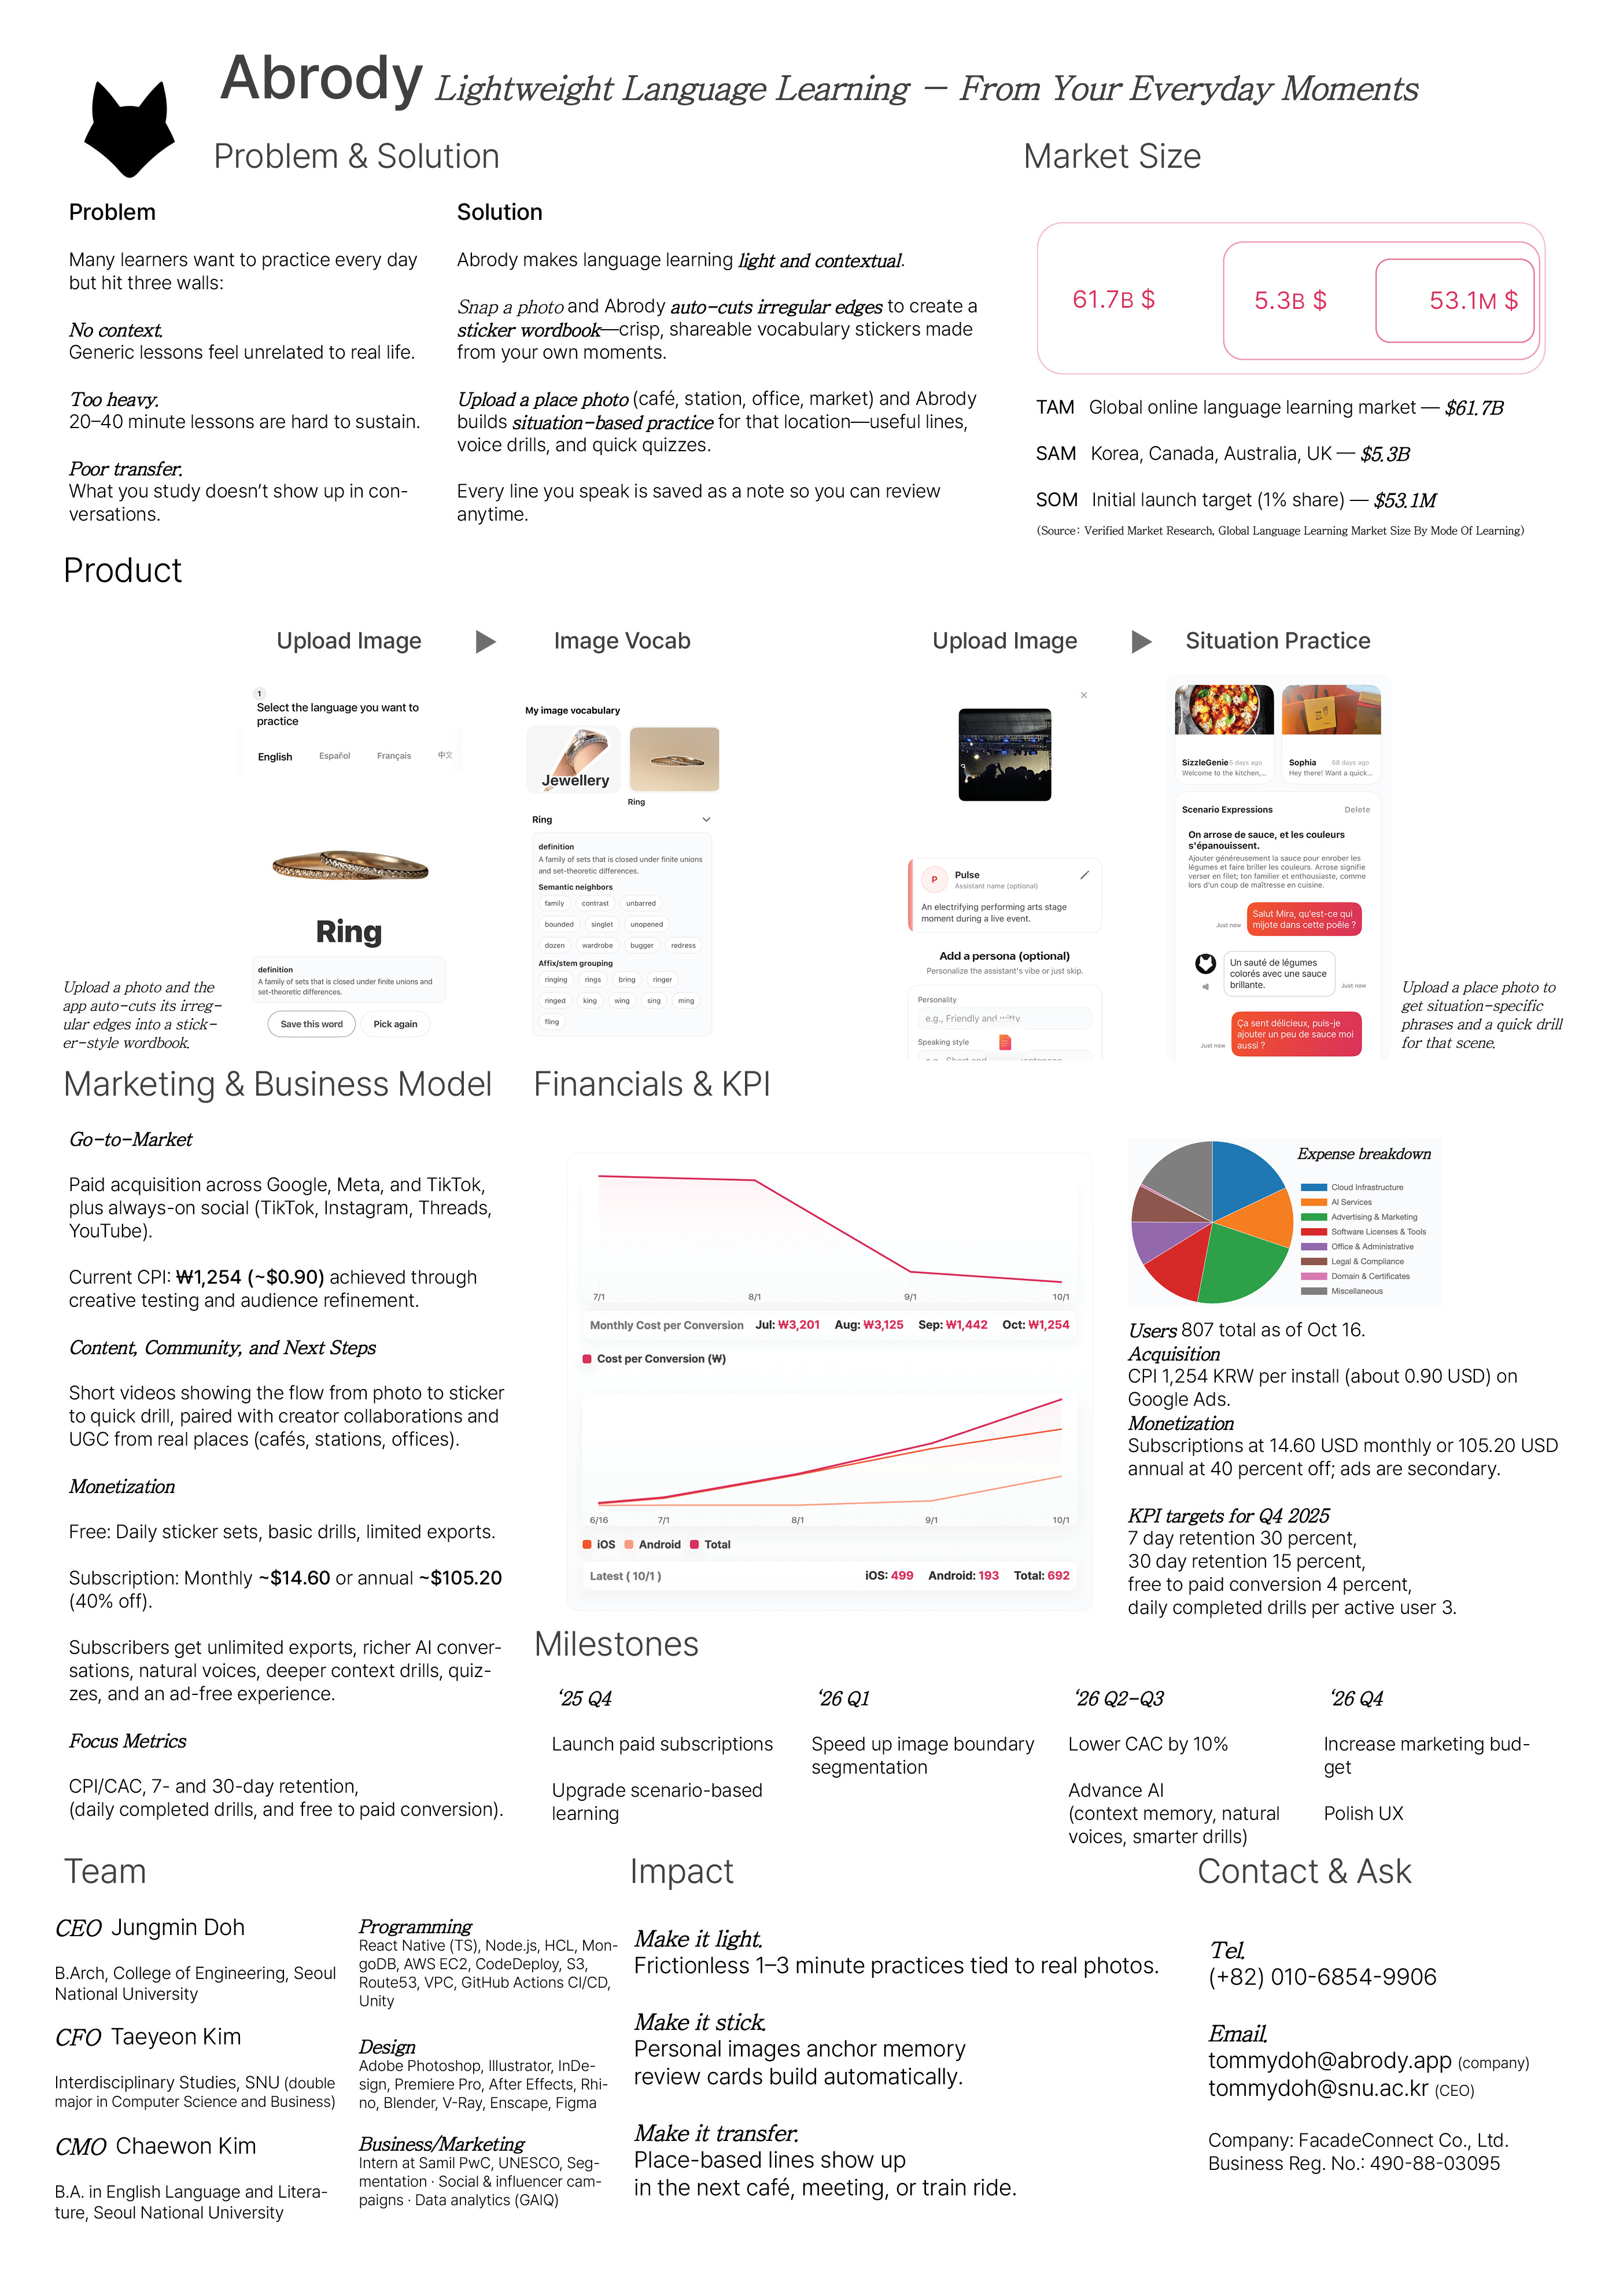 Abrody Lightweight Language Learning — From Your Everyday Moments
Problem & Solution
Problem
Many learners want to practice every day
but hit three walls:
No context.
Generic lessons feel unrelated to real life.
Too heavy.
20–40 minute lessons are hard to sustain.
Poor transfer.
What you study doesn’t show up in con-
versations.
Solution
Abrody makes language learning light and contextual.
Snap a photo and Abrody auto-cuts irregular edges to create a
sticker wordbook—crisp, shareable vocabulary stickers made
from your own moments.
Upload a place photo (café, station, office, market) and Abrody
builds situation-based practice for that location—useful lines,
voice drills, and quick quizzes.
Every line you speak is saved as a note so you can review
anytime.
Market Size
61.7B $
5.3B $
53.1M $
TAM Global online language learning market — $61.7B
SAM Korea, Canada, Australia, UK — $5.3B
SOM Initial launch target (1% share) — $53.1M
(Source: Verified Market Research, Global Language Learning Market Size By Mode Of Learning)
Product
Upload Image
Image Vocab
1
Select the language you want to
practice
English Español Français 中文
Ring
definition
A family of sets that is closed under finite unions and
set-theoretic differences.
Save this word Pick again
Upload a photo and the
app auto-cuts its irreg-
ular edges into a stick-
er-style wordbook.
My image vocabulary
Jewellery
Ring
Ring
definition
A family of sets that is closed under finite unions
and set-theoretic differences.
Semantic neighbors
family contrast unbarred
bounded singlet unopened
dozen wardrobe bugger redress
Affix/stem grouping
ringing rings bring ringer
ringed king wing sing ming
fling
Upload Image
Situation Practice
P
Pulse
Assistant name (optional)
An electrifying performing arts stage
moment during a live event.
Add a persona (optional)
Personalize the assistant's vibe or just skip.
Personality
e.g., Friendly and witty
Speaking style
SizzleGenie 5 days ago
Welcome to the kitchen,...
Sophia 68 days ago
Hey there! Want a quick...
Scenario Expressions Delete
On arrose de sauce, et les couleurs
s'épanouissent.
Ajouter généreusement la sauce pour enrober les
légumes et faire briller les couleurs. Arrose signifie
verser en filet; ton familier et enthousiaste, comme
lors d'un coup de maîtresse en cuisine.
Salut Mira, qu'est-ce qui
mijote dans cette poêle ?
Just now
Un sauté de légumes
colorés avec une sauce
brillante.
Just now
Ça sent délicieux, puis-je
ajouter un peu de sauce moi
aussi ?
Just now
Upload a place photo to
get situation-specific
phrases and a quick drill
for that scene.
Marketing & Business Model
Go-to-Market
Paid acquisition across Google, Meta, and TikTok,
plus always-on social (TikTok, Instagram, Threads,
YouTube).
Current CPI: ₩1,254 (~$0.90) achieved through
creative testing and audience refinement.
Content, Community, and Next Steps
Short videos showing the flow from photo to sticker
to quick drill, paired with creator collaborations and
UGC from real places (cafés, stations, offices).
Monetization
Free: Daily sticker sets, basic drills, limited exports.
Subscription: Monthly ~$14.60 or annual ~$105.20
(40% off).
Subscribers get unlimited exports, richer AI conver-
sations, natural voices, deeper context drills, quiz-
zes, and an ad-free experience.
Focus Metrics
CPI/CAC, 7- and 30-day retention,
(daily completed drills, and free to paid conversion).
Financials & KPI
7/1 8/1 9/1 10/1
Monthly Cost per Conversion Jul: ₩3,201 Aug: ₩3,125 Sep: ₩1,442 Oct: ₩1,254
Cost per Conversion (₩)
6/16 7/1 8/1 9/1 10/1
iOS Android Total
Latest ( 10/1 ) iOS: 499 Android: 193 Total: 692
Expense breakdown
Cloud Infrastructure
AI Services
Advertising & Marketing
Software Licenses & Tools
Office & Administrative
Legal & Compliance
Domain & Certificates
Miscellaneous
Users 807 total as of Oct 16.
Acquisition
CPI 1,254 KRW per install (about 0.90 USD) on
Google Ads.
Monetization
Subscriptions at 14.60 USD monthly or 105.20 USD
annual at 40 percent off; ads are secondary.
KPI targets for Q4 2025
7 day retention 30 percent,
30 day retention 15 percent,
free to paid conversion 4 percent,
daily completed drills per active user 3.
Milestones
‘25 Q4
Launch paid subscriptions
Upgrade scenario-based
learning
‘26 Q1
Speed up image boundary
segmentation
‘26 Q2-Q3
Lower CAC by 10%
Advance AI
(context memory, natural
voices, smarter drills)
‘26 Q4
Increase marketing bud-
get
Polish UX
Team
CEO Jungmin Doh
B.Arch, College of Engineering, Seoul
National University
CFO Taeyeon Kim
Interdisciplinary Studies, SNU (double
major in Computer Science and Business)
CMO Chaewon Kim
B.A. in English Language and Litera-
ture, Seoul National University
Programming
React Native (TS), Node.js, HCL, Mon-
goDB, AWS EC2, CodeDeploy, S3,
Route53, VPC, GitHub Actions CI/CD,
Unity
Design
Adobe Photoshop, Illustrator, InDe-
sign, Premiere Pro, After Effects, Rhi-
no, Blender, V-Ray, Enscape, Figma
Business/Marketing
Intern at Samil PwC, UNESCO, Seg-
mentation · Social & influencer cam-
paigns · Data analytics (GAIQ)
Impact
Make it light.
Frictionless 1–3 minute practices tied to real photos.
Make it stick.
Personal images anchor memory
review cards build automatically.
Make it transfer.
Place-based lines show up
in the next café, meeting, or train ride.
Contact & Ask
Tel.
(+82) 010-6854-9906
Email.
tommydoh@abrody.app (company)
tommydoh@snu.ac.kr (CEO)
Company: FacadeConnect Co., Ltd.
Business Reg. No.: 490-88-03095